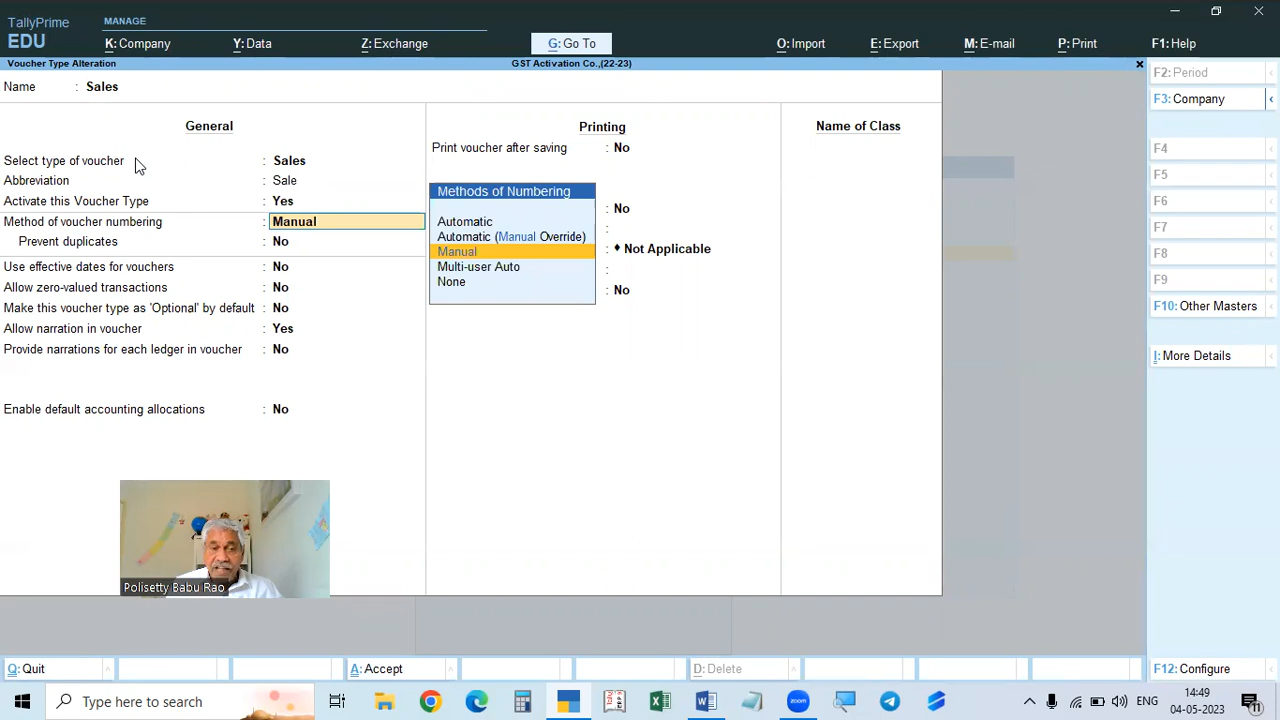 TallyPrime
EDU
MANAGE
K: Company
Y: Data
Z: Exchange
G: Go To
O: Import
E: Export
M: E-mail
P: Print
F1: Help
Voucher Type Alteration
GST Activation Co.,(22-23)
Name : Sales
General
Select type of voucher : Sales
Abbreviation : Sale
Activate this Voucher Type : Yes
Method of voucher numbering : Manual
Prevent duplicates : No
Use effective dates for vouchers : No
Allow zero-valued transactions : No
Make this voucher type as 'Optional' by default : No
Allow narration in voucher : Yes
Provide narrations for each ledger in voucher : No
Enable default accounting allocations : No
Printing
Print voucher after saving : No
: No
:
: ♦ Not Applicable
:
: No
Methods of Numbering
Automatic
Automatic (Manual Override)
Manual
Multi-user Auto
None
Name of Class
F2: Period
F3: Company
F4
F5
F6
F7
F8
F9
F10: Other Masters
I: More Details
Polisetty Babu Rao
Q: Quit
A: Accept
D: Delete
F12: Configure
Type here to search
ENG
14:49
04-05-2023
11